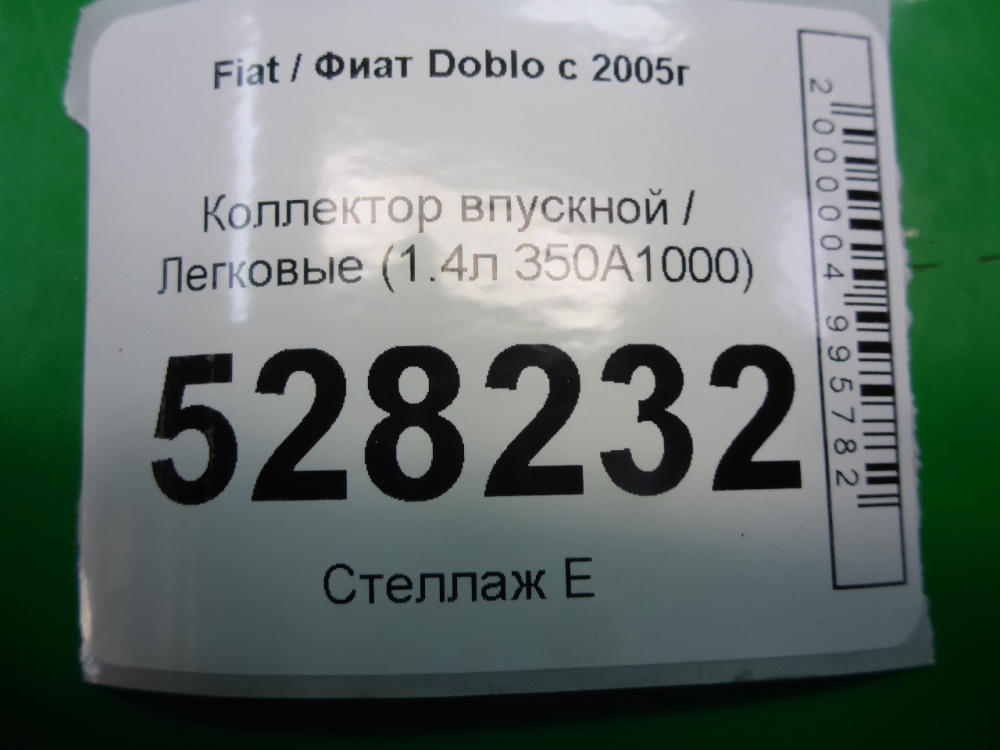 Fiat / Фиат Doblo с 2005г
Коллектор впускной /
Легковые (1.4л 350A1000)
528232
Стеллаж Е
2000004995782